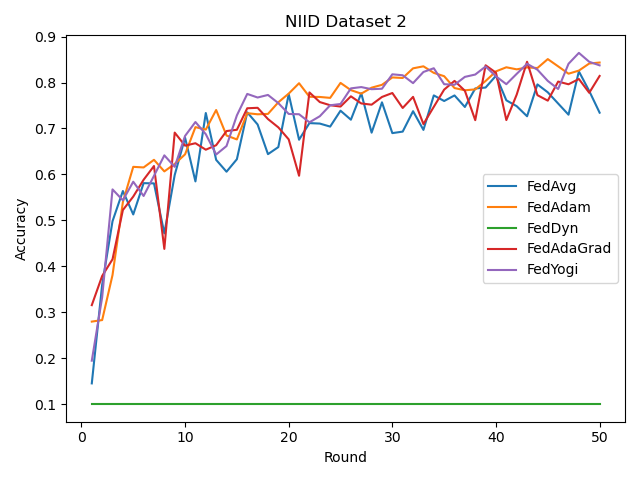 NIID Dataset 2
Accuracy
0.9
0.8
0.7
0.6
0.5
0.4
0.3
0.2
0.1
FedAvg
FedAdam
FedDyn
FedAdaGrad
FedYogi
0 10 20 30 40 50
Round